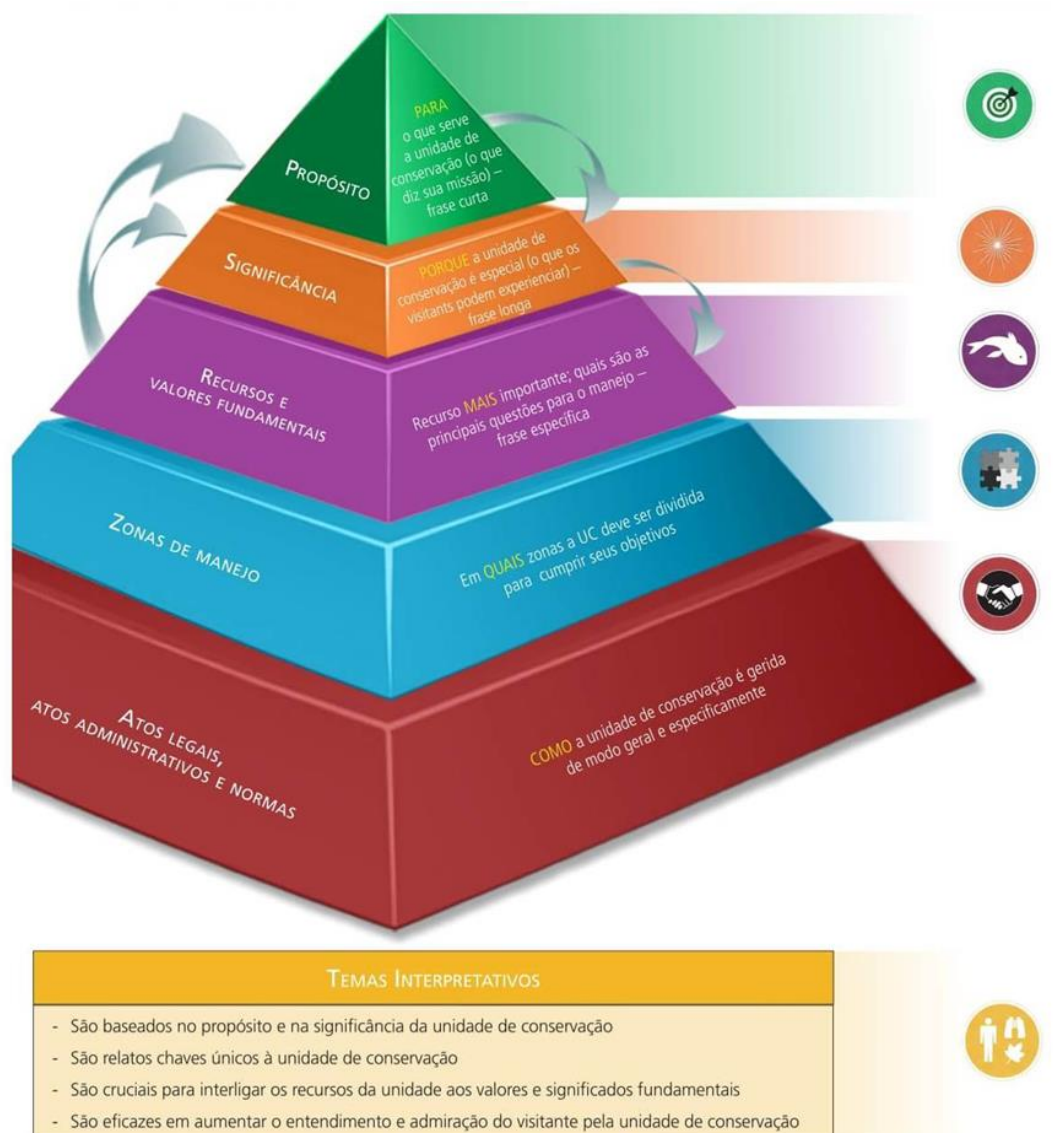 PROPÓSITO
PARA
o que serve
a unidade de
conservação (o que
diz sua missão) –
frase curta
SIGNIFICÂNCIA
PORQUE a unidade de
conservação é especial (o que os
visitants podem experienciar) –
frase longa
RECURSOS E
VALORES FUNDAMENTAIS
Recurso MAIS importante; quais são as
principais questões para o manejo –
frase específica
ZONAS DE MANEJO
Em QUAIS zonas a UC deve ser dividida
para cumprir seus objetivos
ATOS LEGAIS,
ATOS ADMINISTRATIVOS E NORMAS
COMO a unidade de conservação é gerida
de modo geral e especificamente
TEMAS INTERPRETATIVOS
- São baseados no propósito e na significância da unidade de conservação
- São relatos chaves únicos à unidade de conservação
- São cruciais para interligar os recursos da unidade aos valores e significados fundamentais
- São eficazes em aumentar o entendimento e admiração do visitante pela unidade de conservação